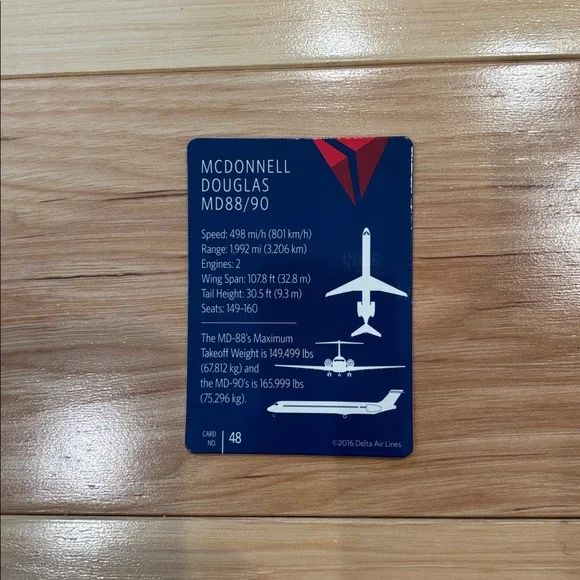 MCDONNELL
DOUGLAS
MD88/90
Speed: 498 mi/h (801 km/h)
Range: 1,992 mi (3,206 km)
Engines: 2
Wing Span: 107.8 ft (32.8 m)
Tail Height: 30.5 ft (9.3 m)
Seats: 149-160
The MD-88's Maximum
Takeoff Weight is 149,499 lbs
(67,812 kg) and
the MD-90's is 165,999 lbs
(75,296 kg).
CARD
NO.
48
©2016 Delta Air Lines